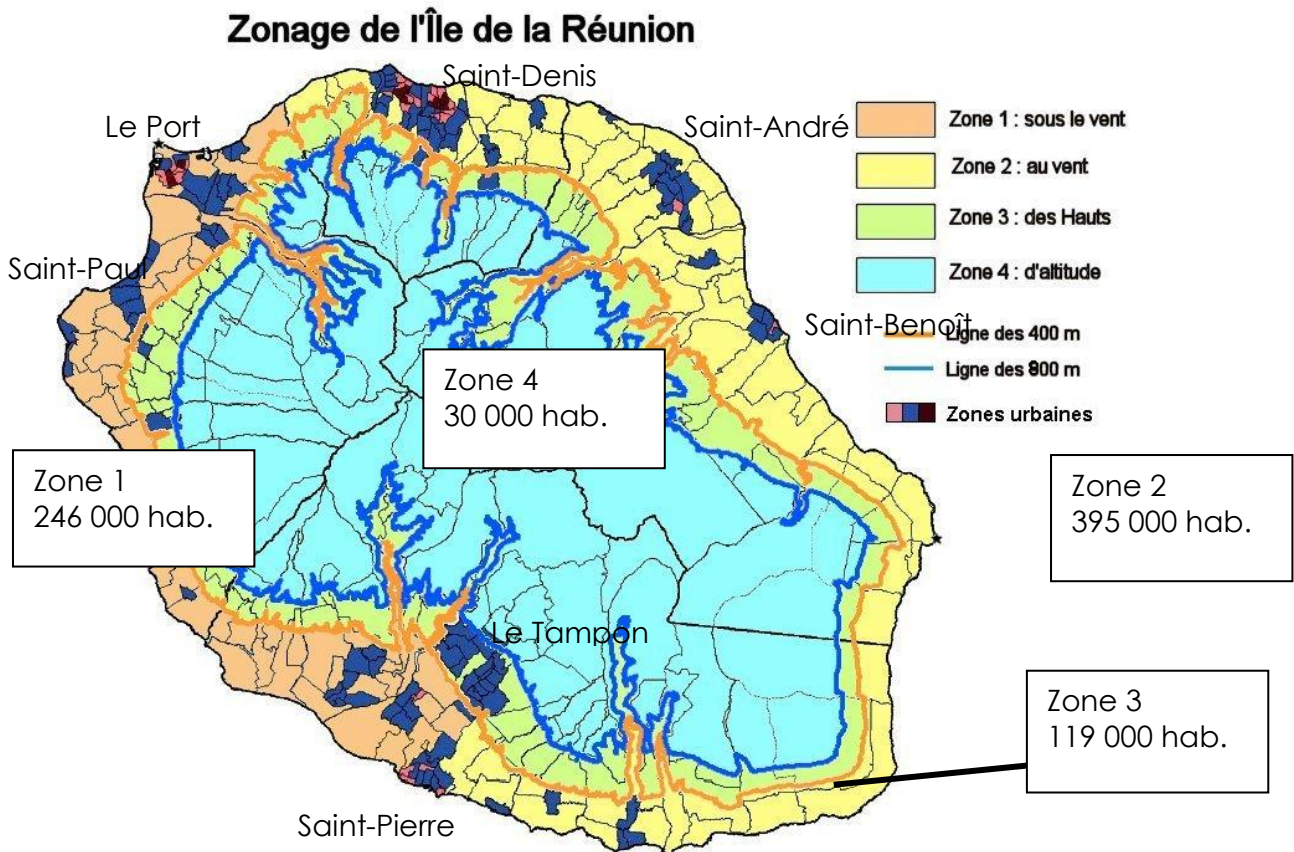 Zonage de l'Île de la Réunion
Saint-Denis
Le Port
Saint-André
Saint-Paul
Saint-Benoît
Le Tampon
Saint-Pierre
Zone 1 : sous le vent
Zone 2 : au vent
Zone 3 : des Hauts
Zone 4 : d'altitude
Ligne des 400 m
Ligne des 800 m
Zones urbaines
Zone 4
30 000 hab.
Zone 1
246 000 hab.
Zone 2
395 000 hab.
Zone 3
119 000 hab.